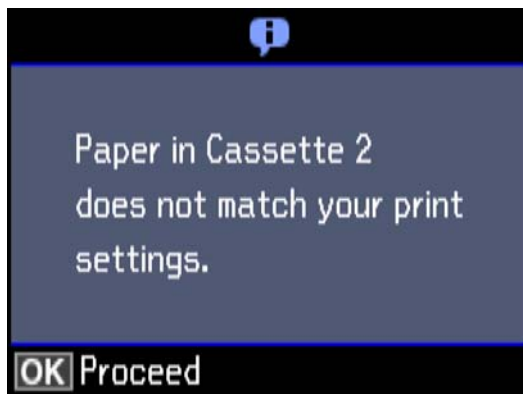 Paper in Cassette 2
does not match your print
settings.
OK Proceed